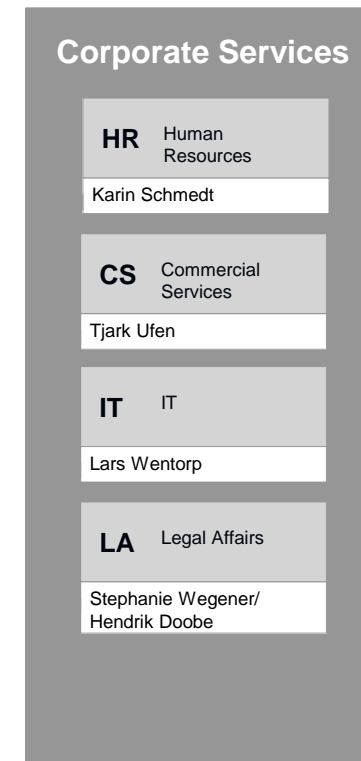 Corporate Services
HR Human
Resources
Karin Schmedt
CS Commercial
Services
Tjark Ufen
IT IT
Lars Wentorp
LA Legal Affairs
Stephanie Wegener/
Hendrik Doobe